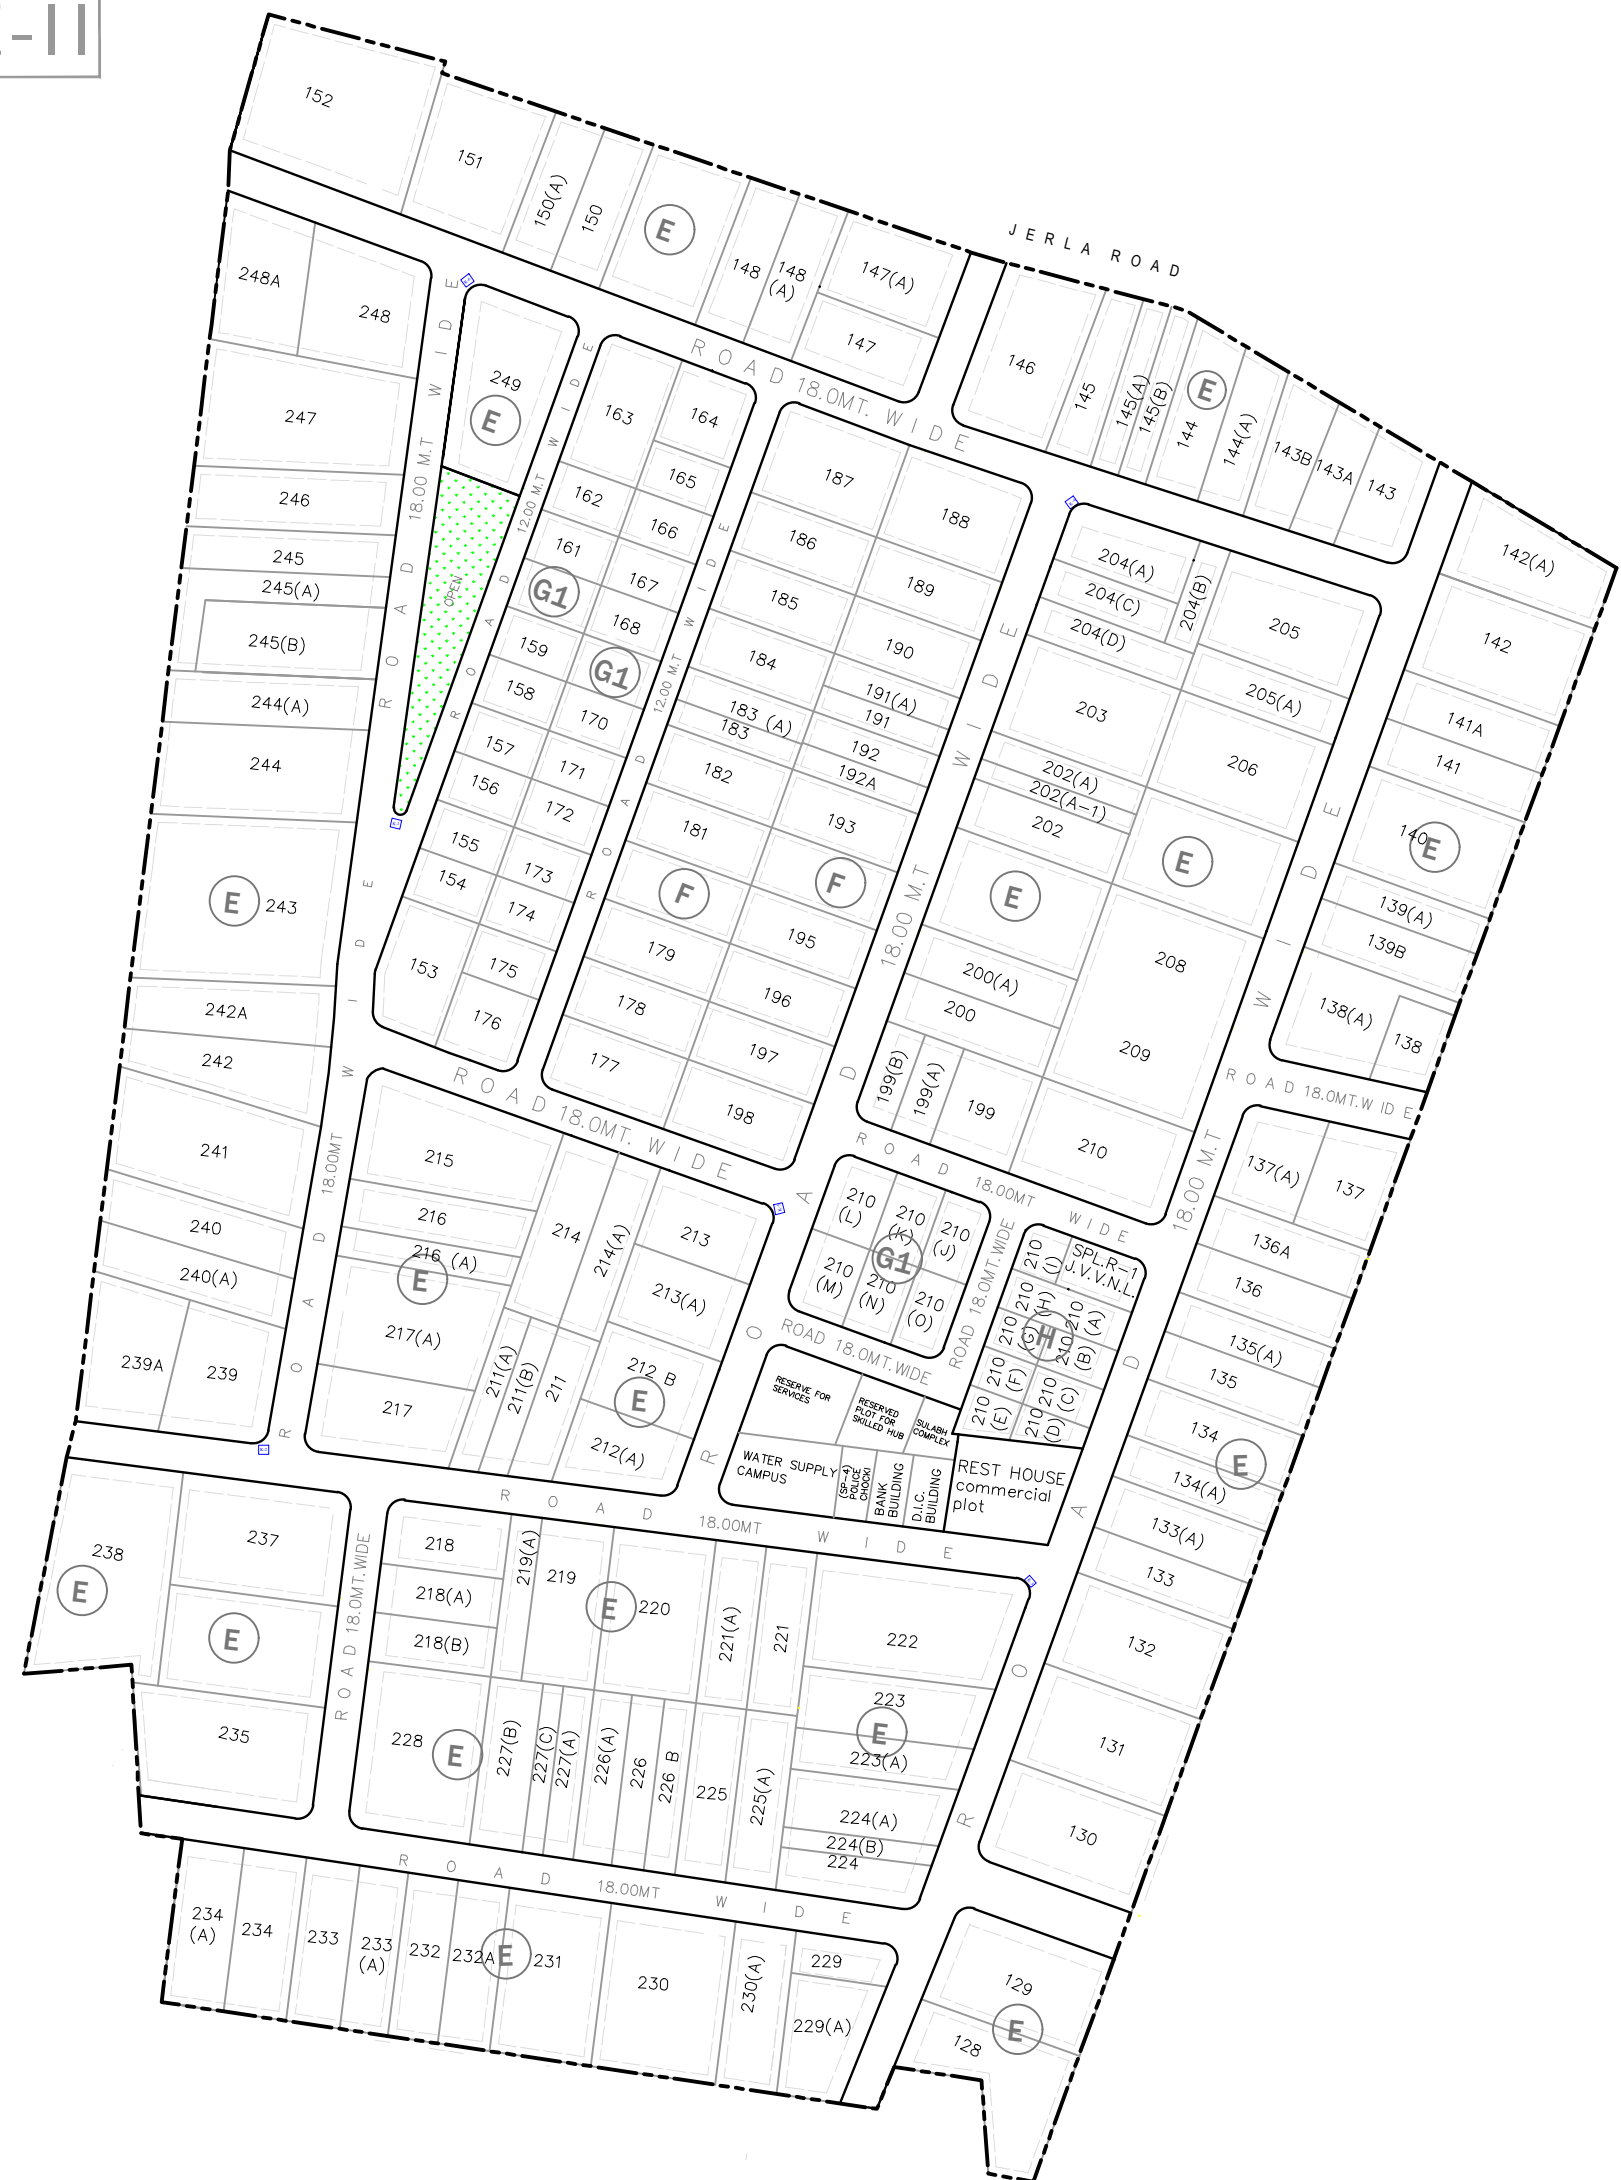 -II
152
151
150(A)
150
E
148
148
(A)
147(A)
147
JERLA ROAD
146
145
145(A)
145(B)
144
E
144(A)
143B
143A
143
142(A)
142
141A
141
140
E
139(A)
139B
138(A)
138
ROAD 18.0MT.WIDE
137(A)
137
136A
136
135(A)
135
134
E
134(A)
133(A)
133
132
131
130
129
E
128
248A
248
247
246
245
245(A)
245(B)
244(A)
244
E
243
242A
242
241
240
240(A)
239A
239
ROAD 18.00 M.T WIDE
249
E
OPEN
ROAD 12.00 M.T WIDE
ROAD 18.0MT. WIDE
163
164
162
165
161
166
G1
167
168
159
G1
158
170
157
171
156
172
155
173
154
174
153
175
176
ROAD 12.00 M.T WIDE
187
188
186
189
185
190
184
191(A)
183 (A)
191
183
192
182
192A
181
193
F
F
179
195
178
196
177
197
198
ROAD 18.00 M.T WIDE
204(A)
204(C)
204(B)
204(D)
205
205(A)
203
206
202(A)
202(A-1)
202
E
E
200(A)
208
200
209
199(B)
199(A)
199
210
ROAD 18.00 M.T WIDE
ROAD 18.00MT WIDE
ROAD 18.0MT. WIDE
ROAD 18.00MT WIDE
215
216
216 (A)
E
217(A)
217
214
214(A)
213
213(A)
211(A)
211(B)
211
212 B
E
212(A)
210
(L)
210
(K)
210
(J)
G1
210
(M)
210
(N)
210
(O)
ROAD 18.0MT.WIDE
ROAD 18.0MT.WIDE
210
(I)
SPL.R-1
J.V.V.N.L.
210
(H)
210
(A)
210
(G)
H
210
(B)
210
(F)
210
(C)
210
(E)
210
(D)
RESERVE FOR
SERVICES
RESERVED
PLOT FOR
SKILLED HUB
SULABH
COMPLEX
WATER SUPPLY
CAMPUS
(SP-4)
POLICE
CHOCKI
BANK
BUILDING
D.I.C.
BUILDING
REST HOUSE
commercial
plot
ROAD 18.00MT WIDE
238
E
237
E
235
ROAD 18.0MT.WIDE
218
218(A)
218(B)
219(A)
219
E
220
221(A)
221
222
223
E
223(A)
228
E
227(B)
227(C)
227(A)
226(A)
226
226 B
225
225(A)
224(A)
224(B)
224
ROAD 18.00MT WIDE
234
(A)
234
233
233
(A)
232
232A
E
231
230
230(A)
229
229(A)